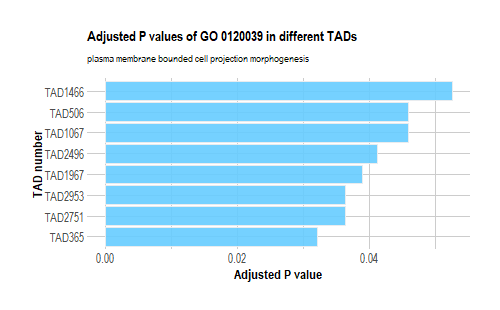 Adjusted P values of GO 0120039 in different TADs
plasma membrane bounded cell projection morphogenesis
TAD number
TAD1466
TAD506
TAD1067
TAD2496
TAD1967
TAD2953
TAD2751
TAD365
0.00 0.02 0.04
Adjusted P value